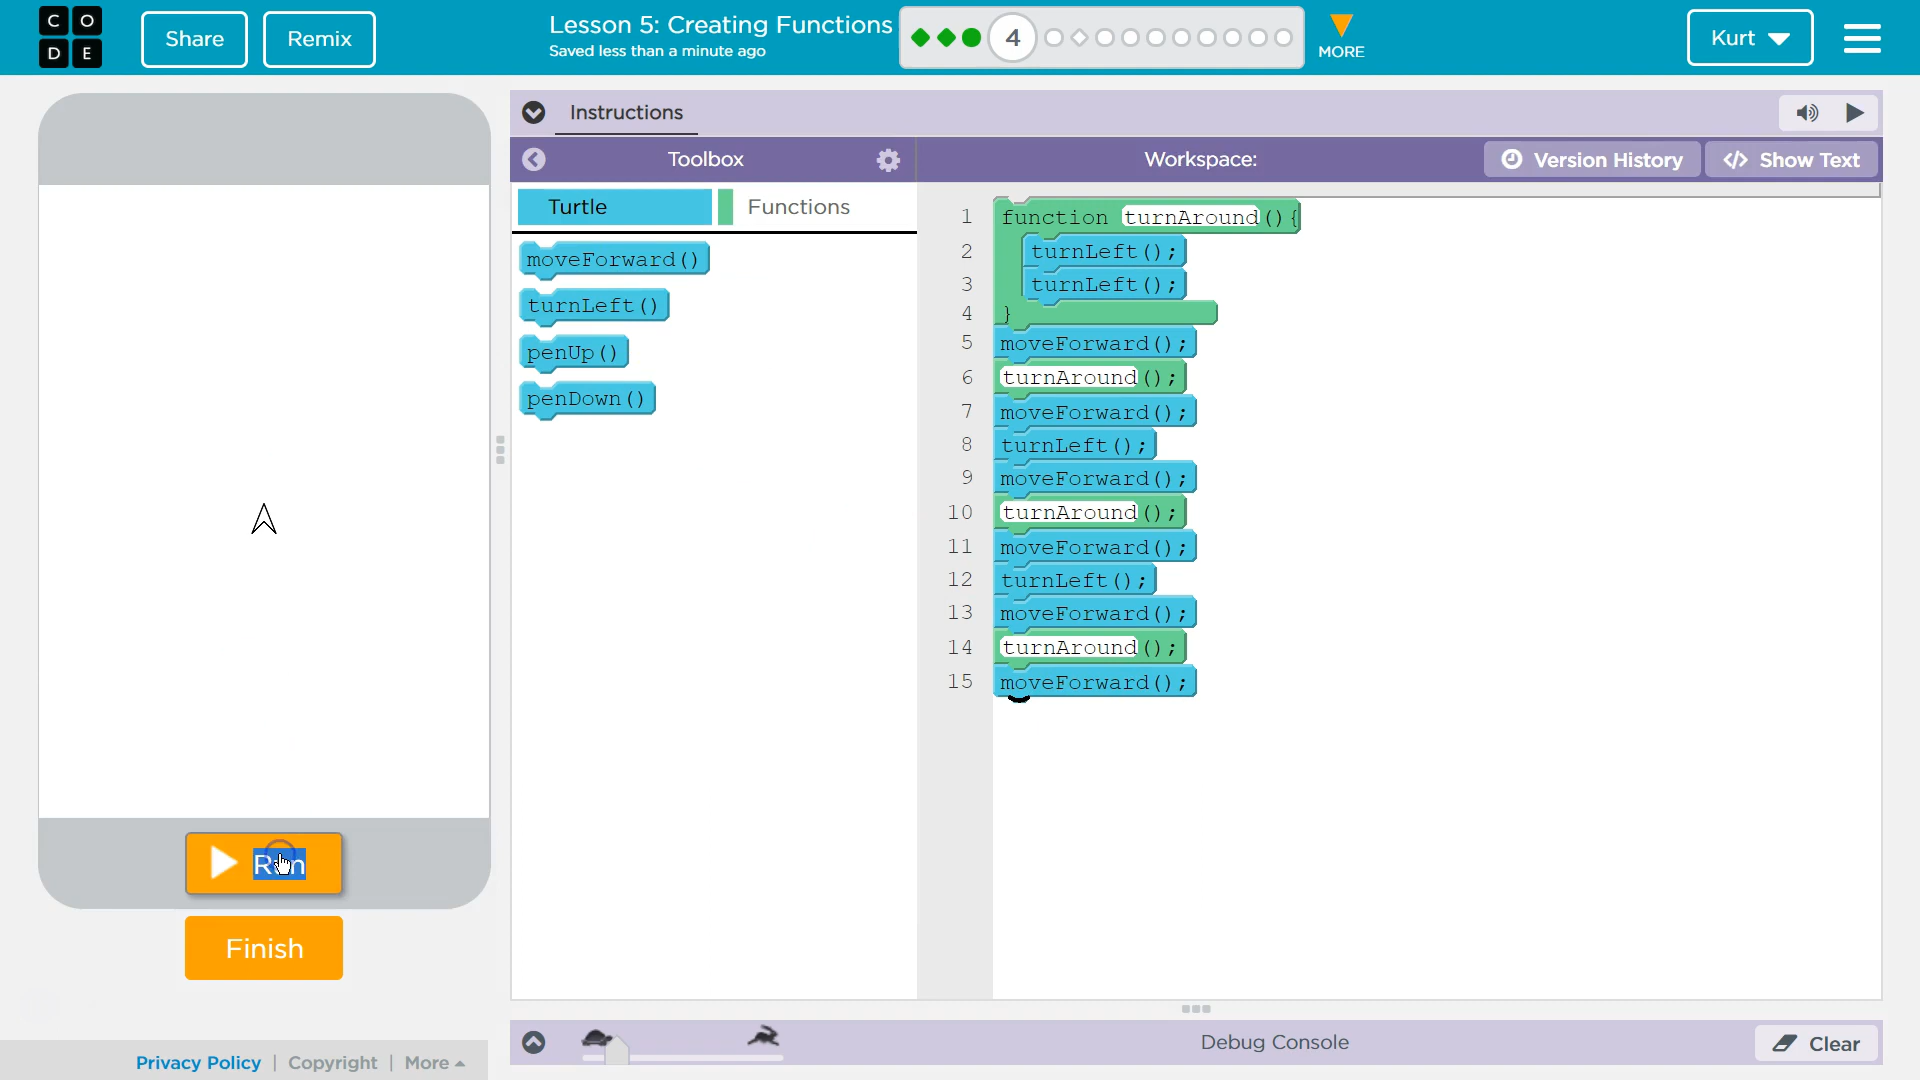 C O
D E
Share
Remix
Lesson 5: Creating Functions
Saved less than a minute ago
4
MORE
Kurt
Instructions
Toolbox
Workspace:
Version History
</> Show Text
Turtle
Functions
moveForward()
turnLeft()
penUp()
penDown()
1 function turnAround(){
2 turnLeft();
3 turnLeft();
4 }
5 moveForward();
6 turnAround();
7 moveForward();
8 turnLeft();
9 moveForward();
10 turnAround();
11 moveForward();
12 turnLeft();
13 moveForward();
14 turnAround();
15 moveForward();
Run
Finish
Privacy Policy | Copyright | More
Debug Console
Clear